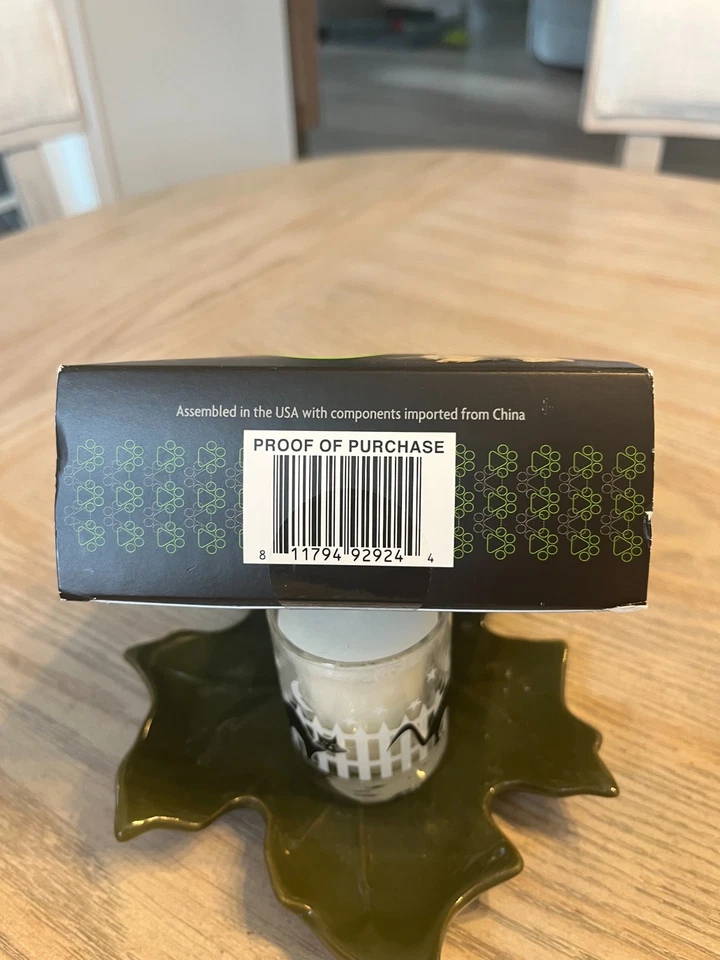 Assembled in the USA with components imported from China
PROOF OF PURCHASE
8 11794 92924 4